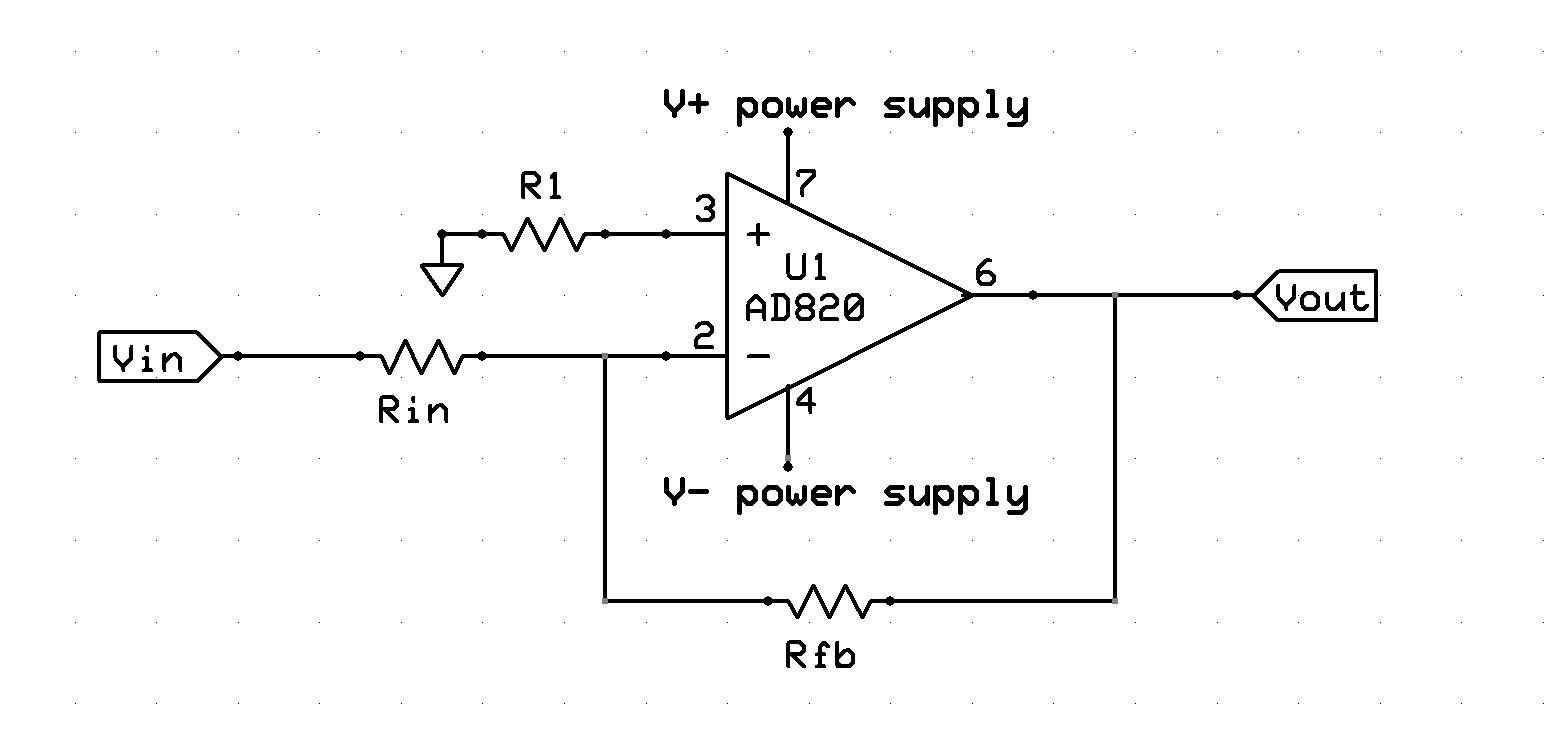 V+ power supply
R1
3
7
+
U1
AD820
6
Vout
Vin
Rin
2
-
4
V- power supply
Rfb